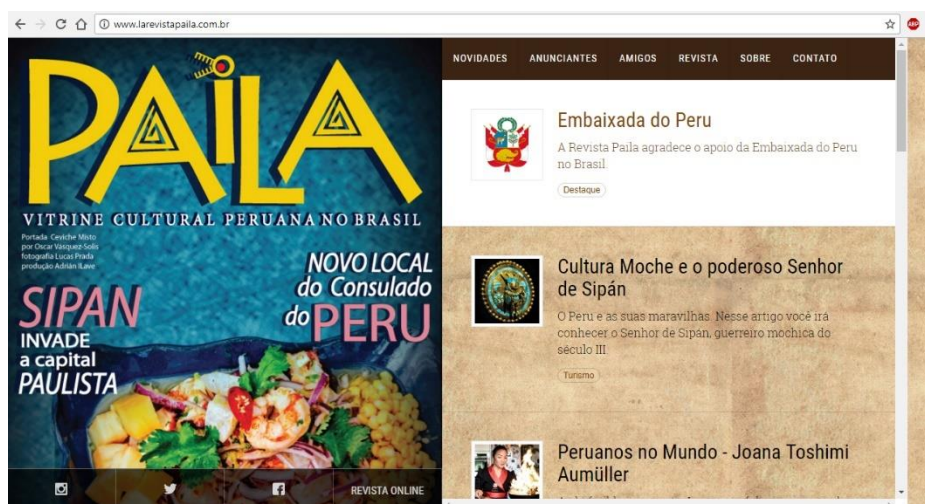 www.larevistapaila.com.br
ABP
PAILA
VITRINE CULTURAL PERUANA NO BRASIL
Portada Ceviche Misto
por Oscar Vasquez-Solis
fotografia Lucas Prada
produção Adrián ILave
NOVO LOCAL
do Consulado
do PERU
SIPAN
INVADE
a capital
PAULISTA
REVISTA ONLINE
NOVIDADES ANUNCIANTES AMIGOS REVISTA SOBRE CONTATO
Embaixada do Peru
A Revista Paila agradece o apoio da Embaixada do Peru
no Brasil.
Destaque
Cultura Moche e o poderoso Senhor
de Sipán
O Peru e as suas maravilhas. Nesse artigo você irá
conhecer o Senhor de Sipán, guerreiro mochica do
século III.
Turismo
Peruanos no Mundo - Joana Toshimi
Aumüller